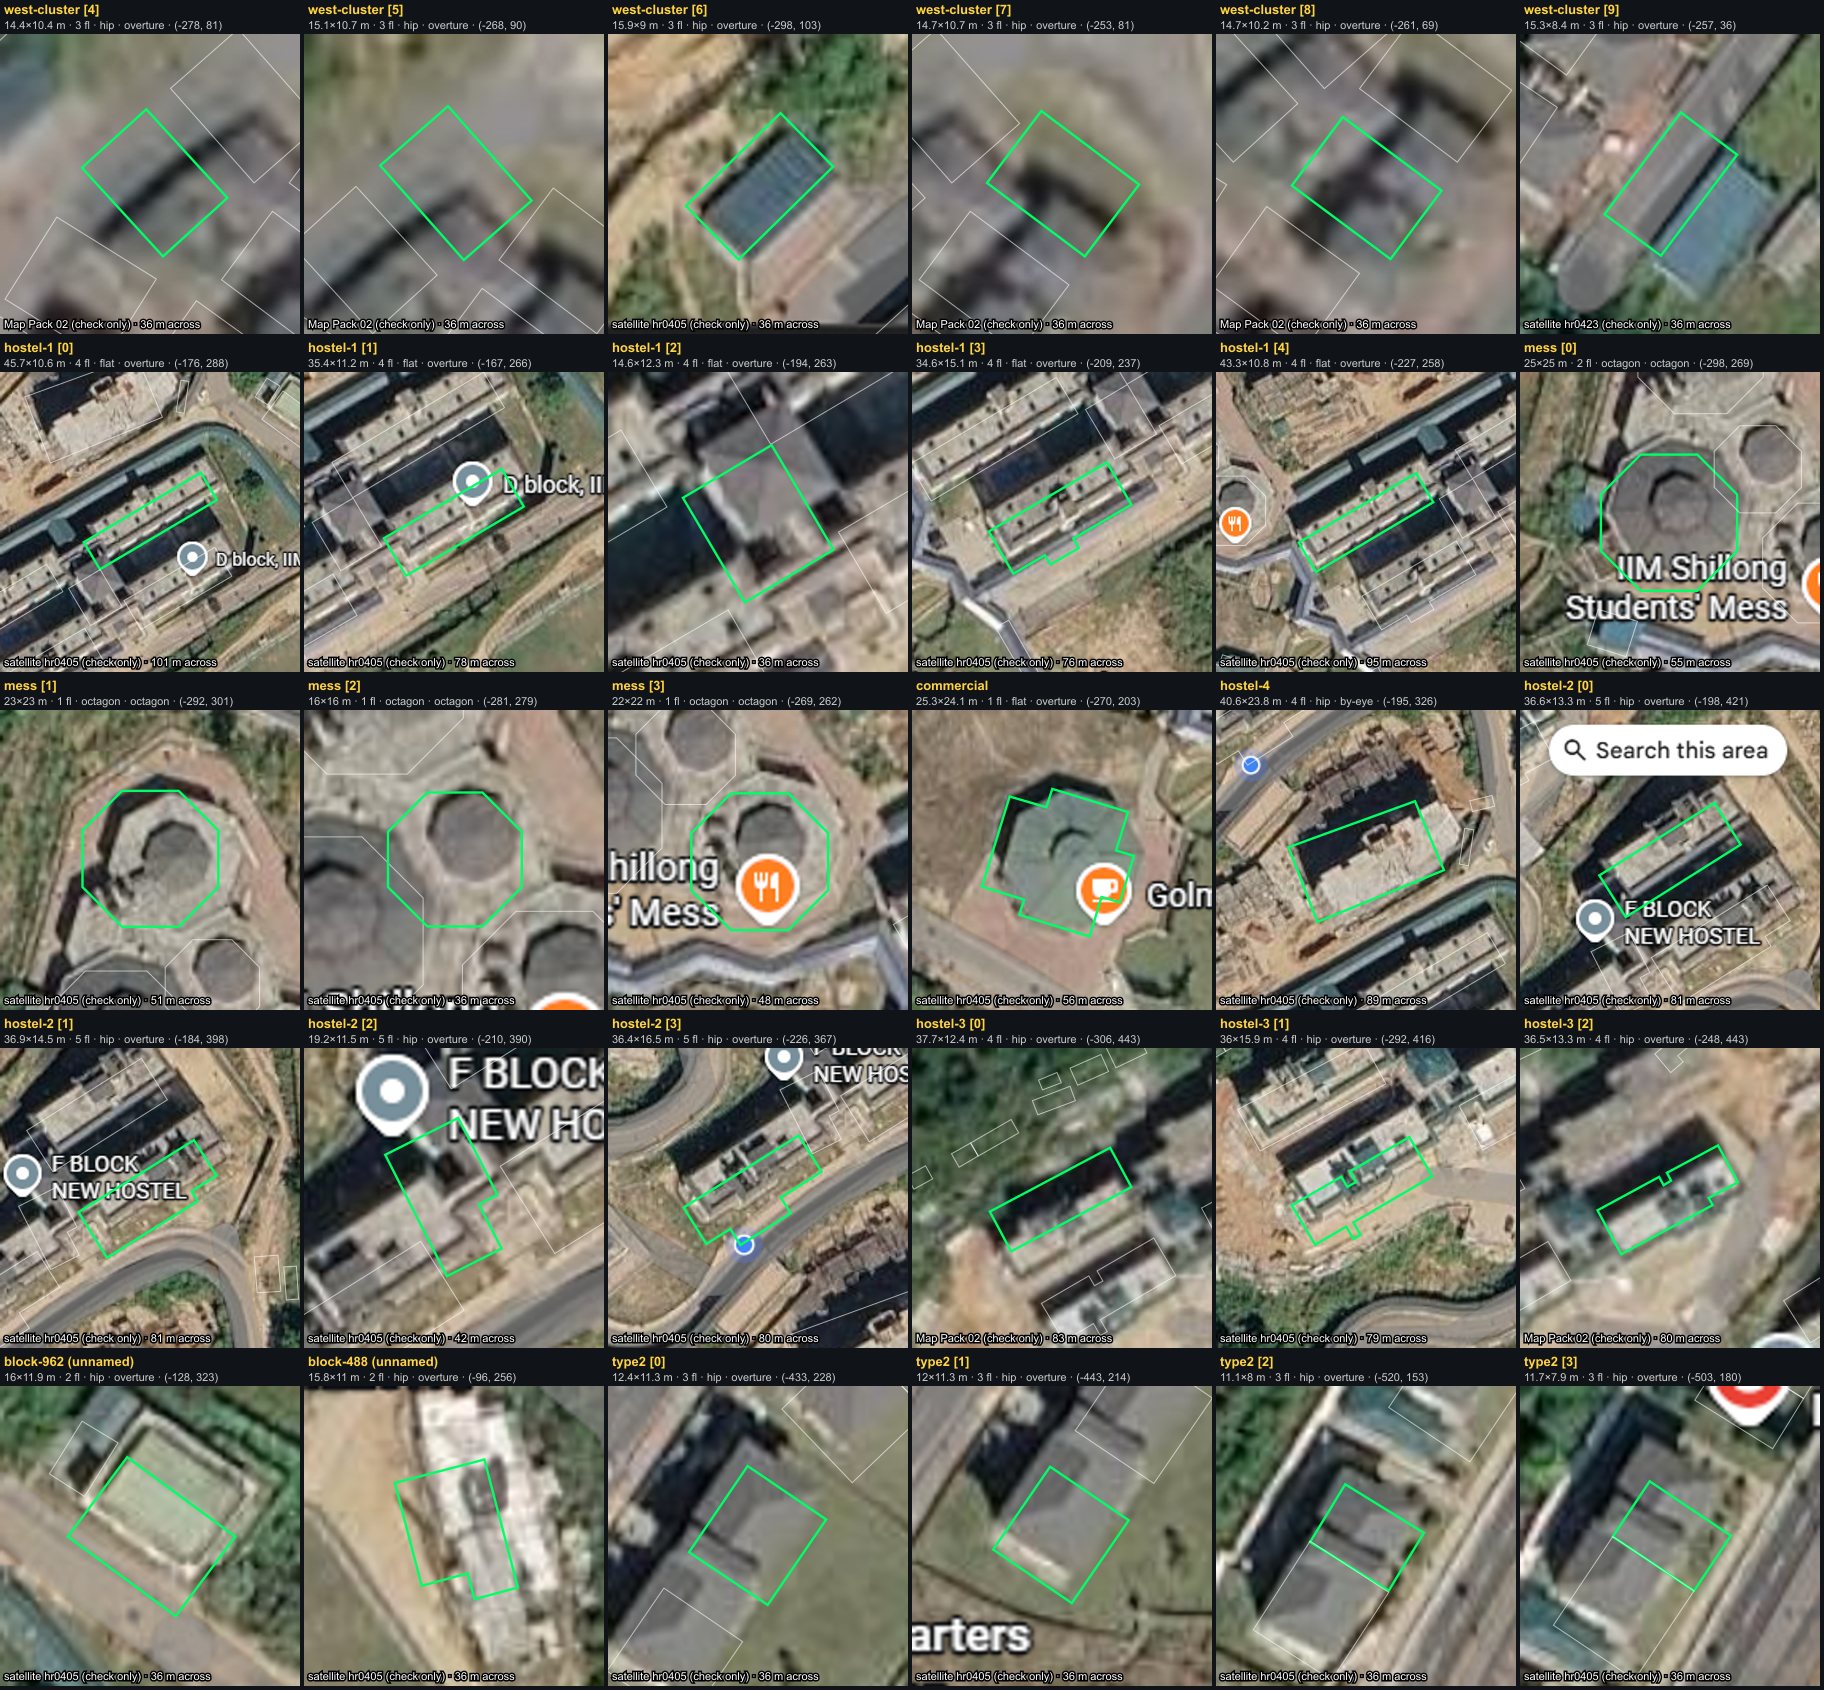 west-cluster [4]
14.4×10.4 m · 3 fl · hip · overture · (-278, 81)
Map Pack 02 (check only) · 36 m across
west-cluster [5]
15.1×10.7 m · 3 fl · hip · overture · (-268, 90)
Map Pack 02 (check only) · 36 m across
west-cluster [6]
15.9×9 m · 3 fl · hip · overture · (-298, 103)
satellite hr0405 (check only) · 36 m across
west-cluster [7]
14.7×10.7 m · 3 fl · hip · overture · (-253, 81)
Map Pack 02 (check only) · 36 m across
west-cluster [8]
14.7×10.2 m · 3 fl · hip · overture · (-261, 69)
Map Pack 02 (check only) · 36 m across
west-cluster [9]
15.3×8.4 m · 3 fl · hip · overture · (-257, 36)
satellite hr0423 (check only) · 36 m across
hostel-1 [0]
45.7×10.6 m · 4 fl · flat · overture · (-176, 288)
D block, IIM
satellite hr0405 (check only) · 101 m across
hostel-1 [1]
35.4×11.2 m · 4 fl · flat · overture · (-167, 266)
D block, II
satellite hr0405 (check only) · 78 m across
hostel-1 [2]
14.6×12.3 m · 4 fl · flat · overture · (-194, 263)
satellite hr0405 (check only) · 36 m across
hostel-1 [3]
34.6×15.1 m · 4 fl · flat · overture · (-209, 237)
satellite hr0405 (check only) · 76 m across
hostel-1 [4]
43.3×10.8 m · 4 fl · flat · overture · (-227, 258)
satellite hr0405 (check only) · 95 m across
mess [0]
25×25 m · 2 fl · octagon · octagon · (-298, 269)
IIM Shillong
Students' Mess
satellite hr0405 (check only) · 55 m across
mess [1]
23×23 m · 1 fl · octagon · octagon · (-292, 301)
satellite hr0405 (check only) · 51 m across
mess [2]
16×16 m · 1 fl · octagon · octagon · (-281, 279)
satellite hr0405 (check only) · 36 m across
mess [3]
22×22 m · 1 fl · octagon · octagon · (-269, 262)
hillong
s' Mess
satellite hr0405 (check only) · 48 m across
commercial
25.3×24.1 m · 1 fl · flat · overture · (-270, 203)
Goln
satellite hr0405 (check only) · 56 m across
hostel-4
40.6×23.8 m · 4 fl · hip · by-eye · (-195, 326)
satellite hr0405 (check only) · 89 m across
hostel-2 [0]
36.6×13.3 m · 5 fl · hip · overture · (-198, 421)
Search this area
F BLOCK
NEW HOSTEL
satellite hr0405 (check only) · 81 m across
hostel-2 [1]
36.9×14.5 m · 5 fl · hip · overture · (-184, 398)
F BLOCK
NEW HOSTEL
satellite hr0405 (check only) · 81 m across
hostel-2 [2]
19.2×11.5 m · 5 fl · hip · overture · (-210, 390)
F BLOCK
NEW HO
satellite hr0405 (check only) · 42 m across
hostel-2 [3]
36.4×16.5 m · 5 fl · hip · overture · (-226, 367)
F BLOCK
NEW HOS
satellite hr0405 (check only) · 80 m across
hostel-3 [0]
37.7×12.4 m · 4 fl · hip · overture · (-306, 443)
Map Pack 02 (check only) · 83 m across
hostel-3 [1]
36×15.9 m · 4 fl · hip · overture · (-292, 416)
satellite hr0405 (check only) · 79 m across
hostel-3 [2]
36.5×13.3 m · 4 fl · hip · overture · (-248, 443)
Map Pack 02 (check only) · 80 m across
block-962 (unnamed)
16×11.9 m · 2 fl · hip · overture · (-128, 323)
satellite hr0405 (check only) · 36 m across
block-488 (unnamed)
15.8×11 m · 2 fl · hip · overture · (-96, 256)
satellite hr0405 (check only) · 36 m across
type2 [0]
12.4×11.3 m · 3 fl · hip · overture · (-433, 228)
satellite hr0405 (check only) · 36 m across
type2 [1]
12×11.3 m · 3 fl · hip · overture · (-443, 214)
arters
satellite hr0405 (check only) · 36 m across
type2 [2]
11.1×8 m · 3 fl · hip · overture · (-520, 153)
satellite hr0405 (check only) · 36 m across
type2 [3]
11.7×7.9 m · 3 fl · hip · overture · (-503, 180)
satellite hr0405 (check only) · 36 m across